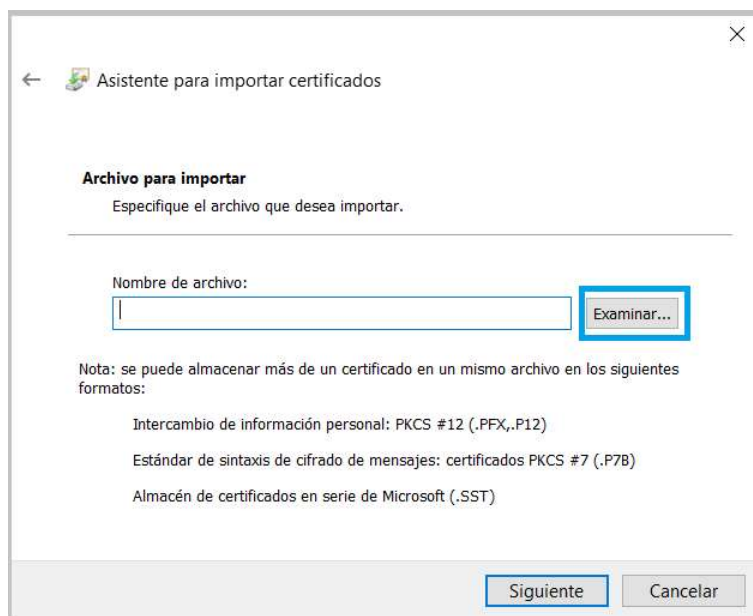 Asistente para importar certificados
Archivo para importar
Especifique el archivo que desea importar.
Nombre de archivo:
Examinar...
Nota: se puede almacenar más de un certificado en un mismo archivo en los siguientes
formatos:
Intercambio de información personal: PKCS #12 (.PFX,.P12)
Estándar de sintaxis de cifrado de mensajes: certificados PKCS #7 (.P7B)
Almacén de certificados en serie de Microsoft (.SST)
Siguiente
Cancelar